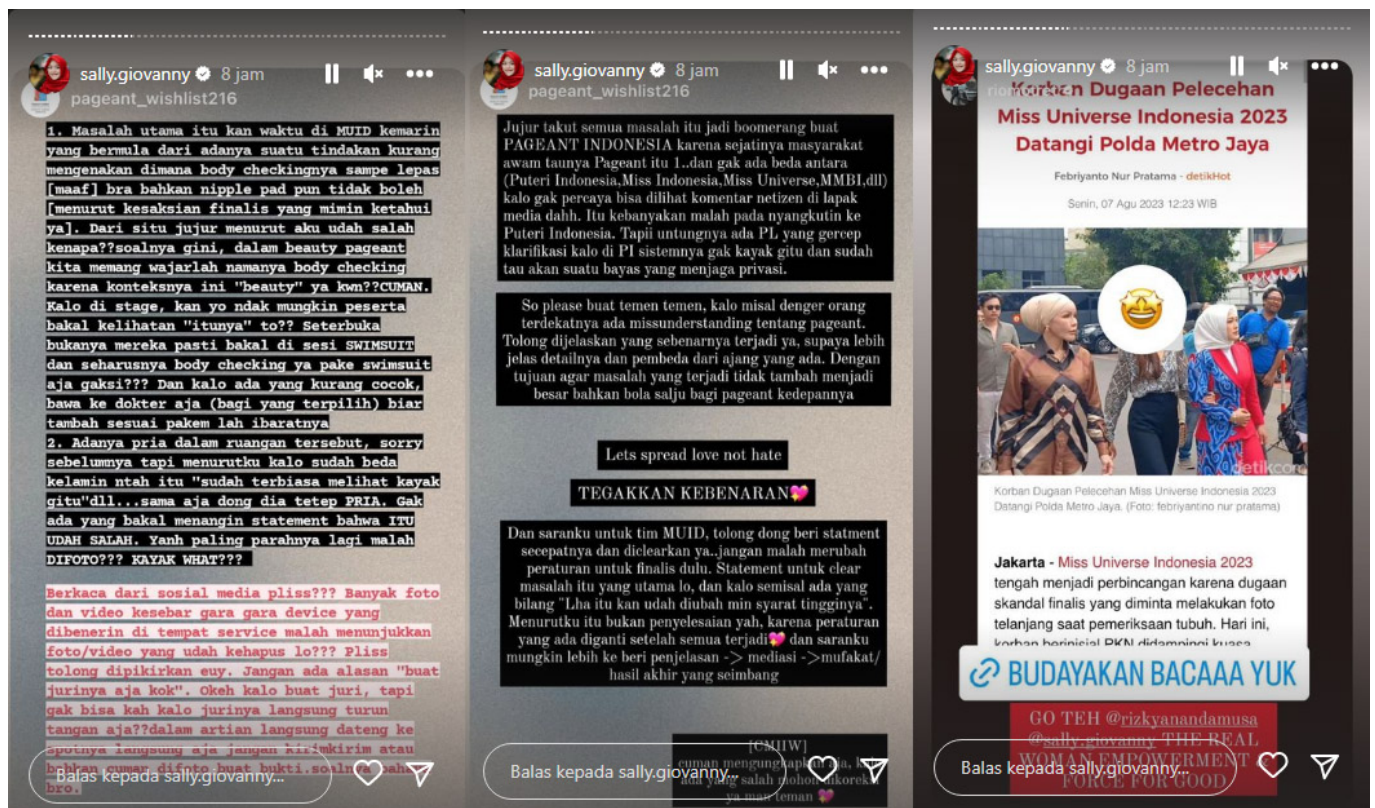 sally.giovanny 8 jam
pageant_wishlist216
1. Masalah utama itu kan waktu di MUID kemarin
yang bermula dari adanya suatu tindakan kurang
mengenakan dimana body checkingnya sampe lepas
[maaf] bra bahkan nipple pad pun tidak boleh
[menurut kesaksian finalis yang mimin ketahui
ya]. Dari situ jujur menurut aku udah salah
kenapa??soalnya gini, dalam beauty pageant
kita memang wajarlah namanya body checking
karena konteksnya ini "beauty" ya kwn??CUMAN.
Kalo di stage, kan yo ndak mungkin peserta
bakal kelihatan "itunya" to?? Seterbuka
bukanya mereka pasti bakal di sesi SWIMSUIT
dan seharusnya body checking ya pake swimsuit
aja gaksi??? Dan kalo ada yang kurang cocok,
bawa ke dokter aja (bagi yang terpilih) biar
tambah sesuai pakem lah ibaratnya
2. Adanya pria dalam ruangan tersebut, sorry
sebelumnya tapi menurutku kalo sudah beda
kelamin ntah itu "sudah terbiasa melihat kayak
gitu"dll...sama aja dong dia tetep PRIA. Gak
ada yang bakal menangin statement bahwa ITU
UDAH SALAH. Yanh paling parahnya lagi malah
DIFOTO??? KAYAK WHAT???
Berkaca dari sosial media pliss??? Banyak foto
dan video kesebar gara gara device yang
dibenerin di tempat service malah menunjukkan
foto/video yang udah kehapus lo??? Pliss
tolong dipikirkan euy. Jangan ada alasan "buat
jurinya aja kok". Okeh kalo buat juri, tapi
gak bisa kah kalo jurinya langsung turun
tangan aja??dalam artian langsung dateng ke
spotnya langsung aja jangan kirimkirim atau
bahkan cuman difoto buat bukti.soalnya
bro.
Balas kepada sally.giovanny...
sally.giovanny 8 jam
pageant_wishlist216
Jujur takut semua masalah itu jadi boomerang buat
PAGEANT INDONESIA karena sejatinya masyarakat
awam taunya Pageant itu 1..dan gak ada beda antara
(Puteri Indonesia,Miss Indonesia,Miss Universe,MMBI,dll)
kalo gak percaya bisa dilihat komentar netizen di lapak
media dahh. Itu kebanyakan malah pada nyangkutin ke
Puteri Indonesia. Tapii untungnya ada PL yang gercep
klarifikasi kalo di PI sistemnya gak kayak gitu dan sudah
tau akan suatu bayas yang menjaga privasi.
So please buat temen temen, kalo misal denger orang
terdekatnya ada missunderstanding tentang pageant.
Tolong dijelaskan yang sebenarnya terjadi ya, supaya lebih
jelas detailnya dan pembeda dari ajang yang ada. Dengan
tujuan agar masalah yang terjadi tidak tambah menjadi
besar bahkan bola salju bagi pageant kedepannya
Lets spread love not hate
TEGAKKAN KEBENARAN💖
Dan saranku untuk tim MUID, tolong dong beri statment
secepatnya dan diclearkan ya..jangan malah merubah
peraturan untuk finalis dulu. Statement untuk clear
masalah itu yang utama lo, dan kalo semisal ada yang
bilang "Lha itu kan udah diubah min syarat tingginya".
Menurutku itu bukan penyelesaian yah, karena peraturan
yang ada diganti setelah semua terjadi💖 dan saranku
mungkin lebih ke beri penjelasan -> mediasi ->mufakat/
hasil akhir yang seimbang
[CMIIW]
cuman mengungkapkan
ada yang salah mohon dikoreksi
ya man teman 💖
Balas kepada sally.giovanny...
sally.giovanny 8 jam
Korban Dugaan Pelecehan
Miss Universe Indonesia 2023
Datangi Polda Metro Jaya
Febriyanto Nur Pratama - detikHot
Senin, 07 Agu 2023 12:23 WIB
detikcom
Korban Dugaan Pelecehan Miss Universe Indonesia 2023
Datangi Polda Metro Jaya. (Foto: febriyantino nur pratama)
Jakarta - Miss Universe Indonesia 2023
tengah menjadi perbincangan karena dugaan
skandal finalis yang diminta melakukan foto
telanjang saat pemeriksaan tubuh. Hari ini,
korban berinisial PKN didampingi kuasa
BUDAYAKAN BACAAA YUK
GO TEH @rizkyanandamusa
@sally.giovanny THE REAL
WOMAN EMPOWERMENT &
FORCE FOR GOOD
Balas kepada sally.giovanny...